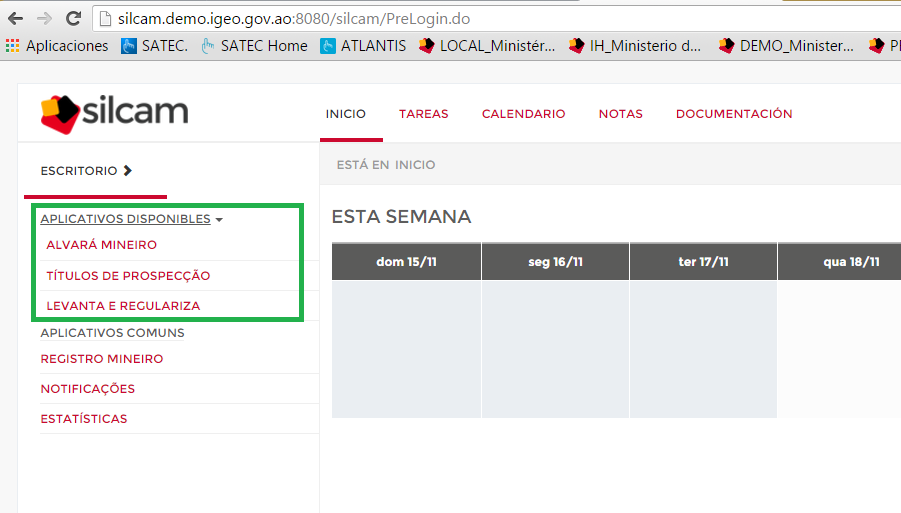 silcam.demo.igeo.gov.ao:8080/silcam/PreLogin.do
Aplicaciones SATEC. SATEC Home ATLANTIS LOCAL_Ministér... IH_Ministerio d... DEMO_Minister...
silcam
INICIO TAREAS CALENDARIO NOTAS DOCUMENTACIÓN
ESCRITORIO
ESTÁ EN INICIO
APLICATIVOS DISPONIBLES
ALVARÁ MINEIRO
TÍTULOS DE PROSPECÇÃO
LEVANTA E REGULARIZA
APLICATIVOS COMUNS
REGISTRO MINEIRO
NOTIFICAÇÕES
ESTATÍSTICAS
ESTA SEMANA
dom 15/11 seg 16/11 ter 17/11 qua 18/11